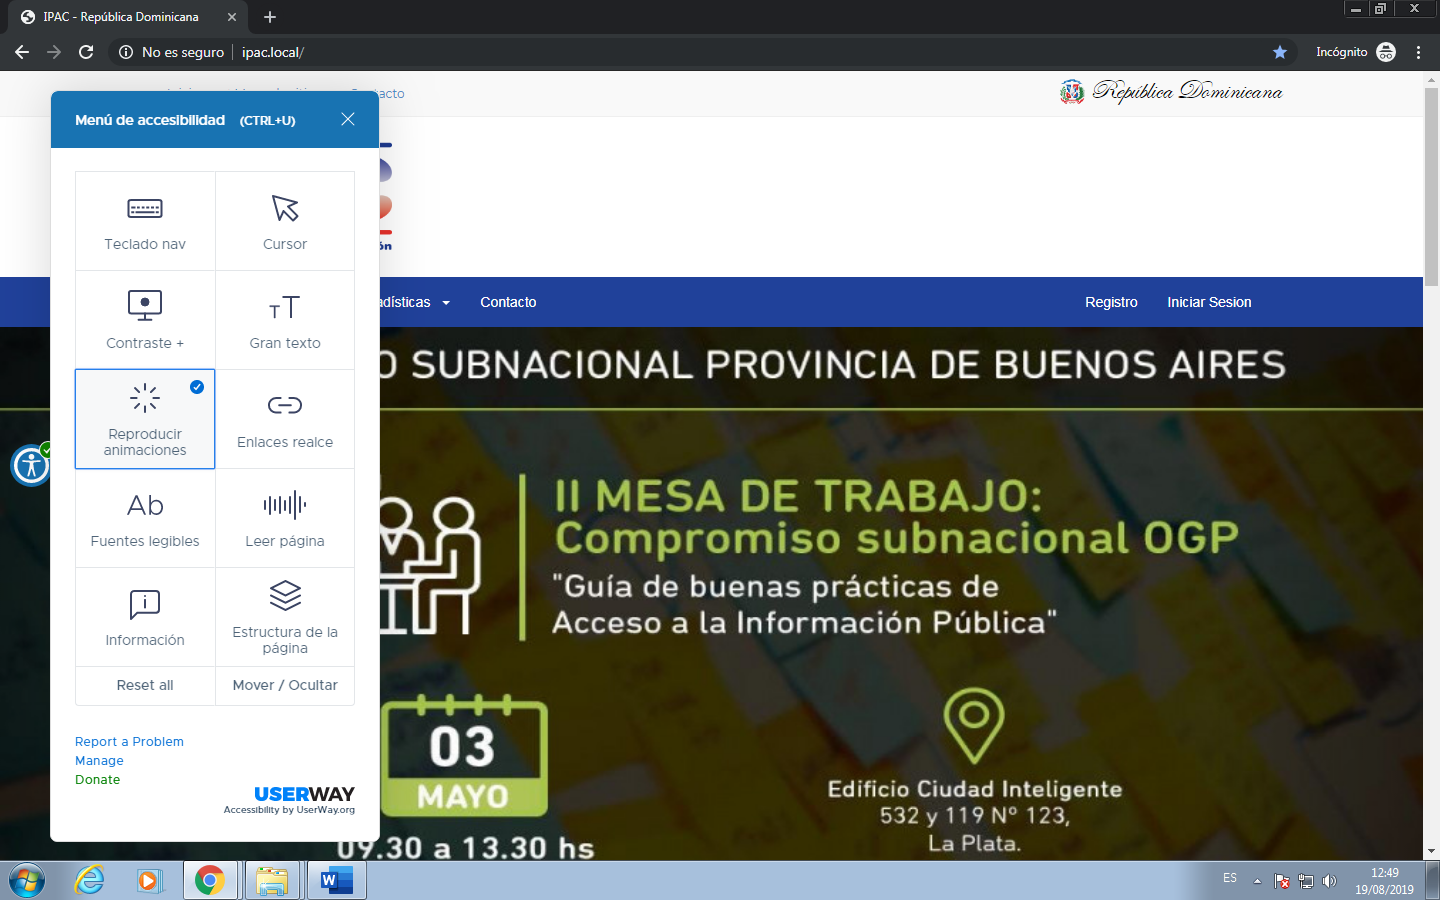 IPAC - República Dominicana
No es seguro
ipac.local/
Incógnito
Contacto
República Dominicana
Menú de accesibilidad (CTRL+U)
Teclado nav
Cursor
Contraste +
Gran texto
Reproducir
animaciones
Enlaces realce
Ab
Fuentes legibles
Leer página
Información
Estructura de la
página
Reset all
Mover / Ocultar
Report a Problem
Manage
Donate
USERWAY
Accessibility by UserWay.org
Contacto
Registro
Iniciar Sesion
O SUBNACIONAL PROVINCIA DE BUENOS AIRES
II MESA DE TRABAJO:
Compromiso subnacional OGP
"Guía de buenas prácticas de
Acceso a la Información Pública"
03
MAYO
09.30 a 13.30 hs
Edificio Ciudad Inteligente
532 y 119 Nº 123,
La Plata.
ES
12:49
19/08/2019